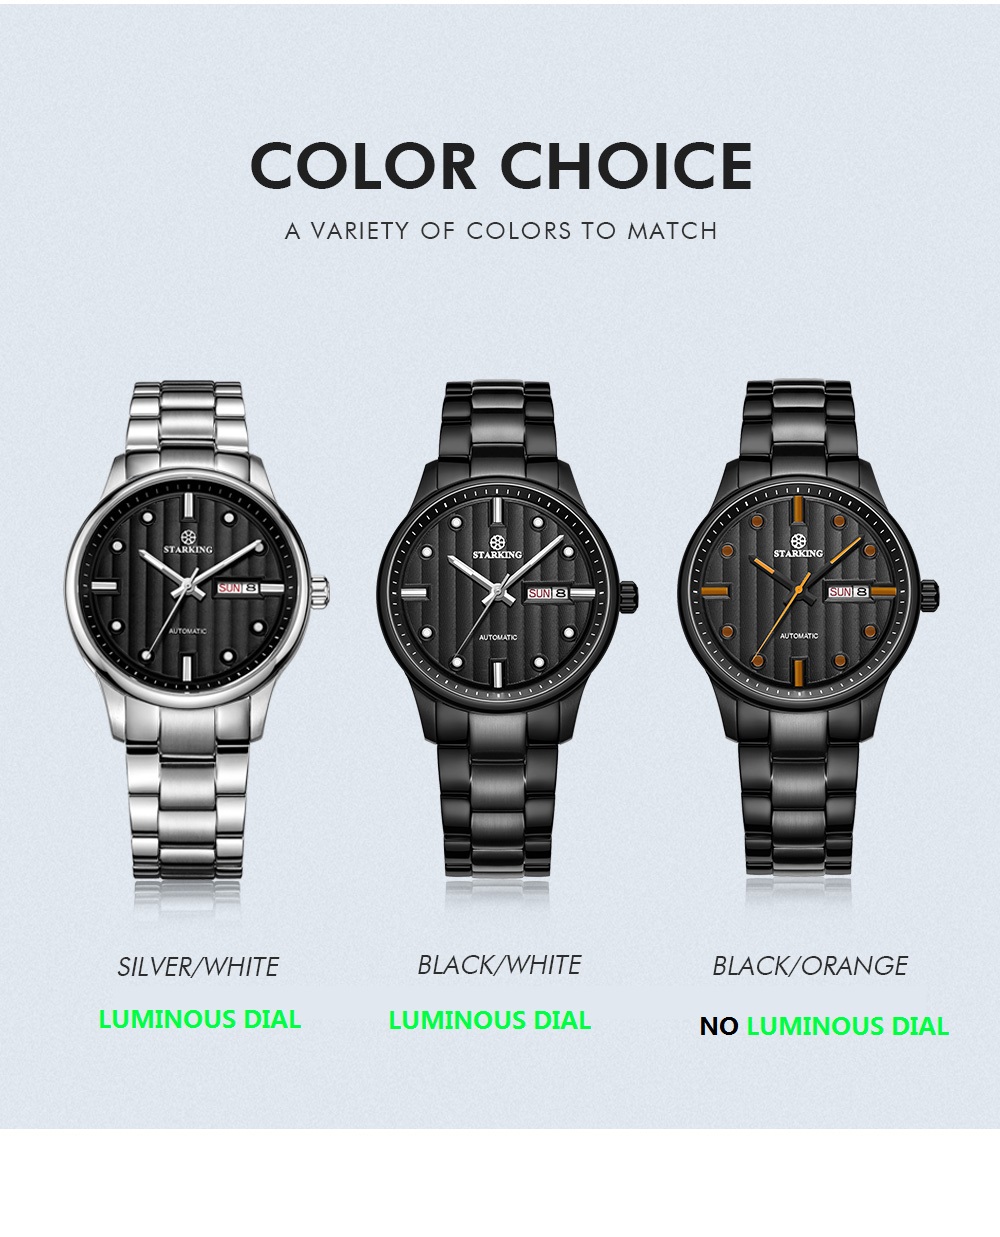 COLOR CHOICE
A VARIETY OF COLORS TO MATCH
STARKING
SUN 8
AUTOMATIC
STARKING
SUN 8
AUTOMATIC
STARKING
SUN 8
AUTOMATIC
SILVER/WHITE
BLACK/WHITE
BLACK/ORANGE
LUMINOUS DIAL
LUMINOUS DIAL
NO LUMINOUS DIAL